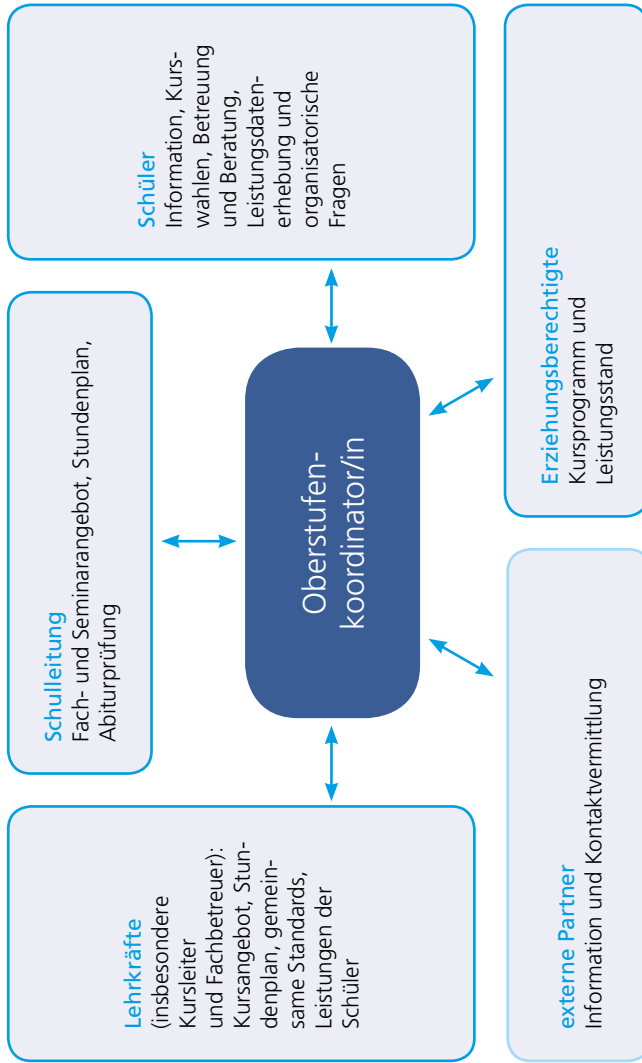 Schulleitung
Fach- und Seminarangebot, Stundenplan,
Abiturprüfung
Lehrkräfte
(insbesondere
Kursleiter
und Fachbetreuer):
Kursangebot, Stun-
denplan, gemein-
same Standards,
Leistungen der
Schüler
Oberstufen-
koordinator/in
Schüler
Information, Kurs-
wahlen, Betreuung
und Beratung,
Leistungsdaten-
erhebung und
organisatorische
Fragen
externe Partner
Information und Kontaktvermittlung
Erziehungsberechtigte
Kursprogramm und
Leistungsstand